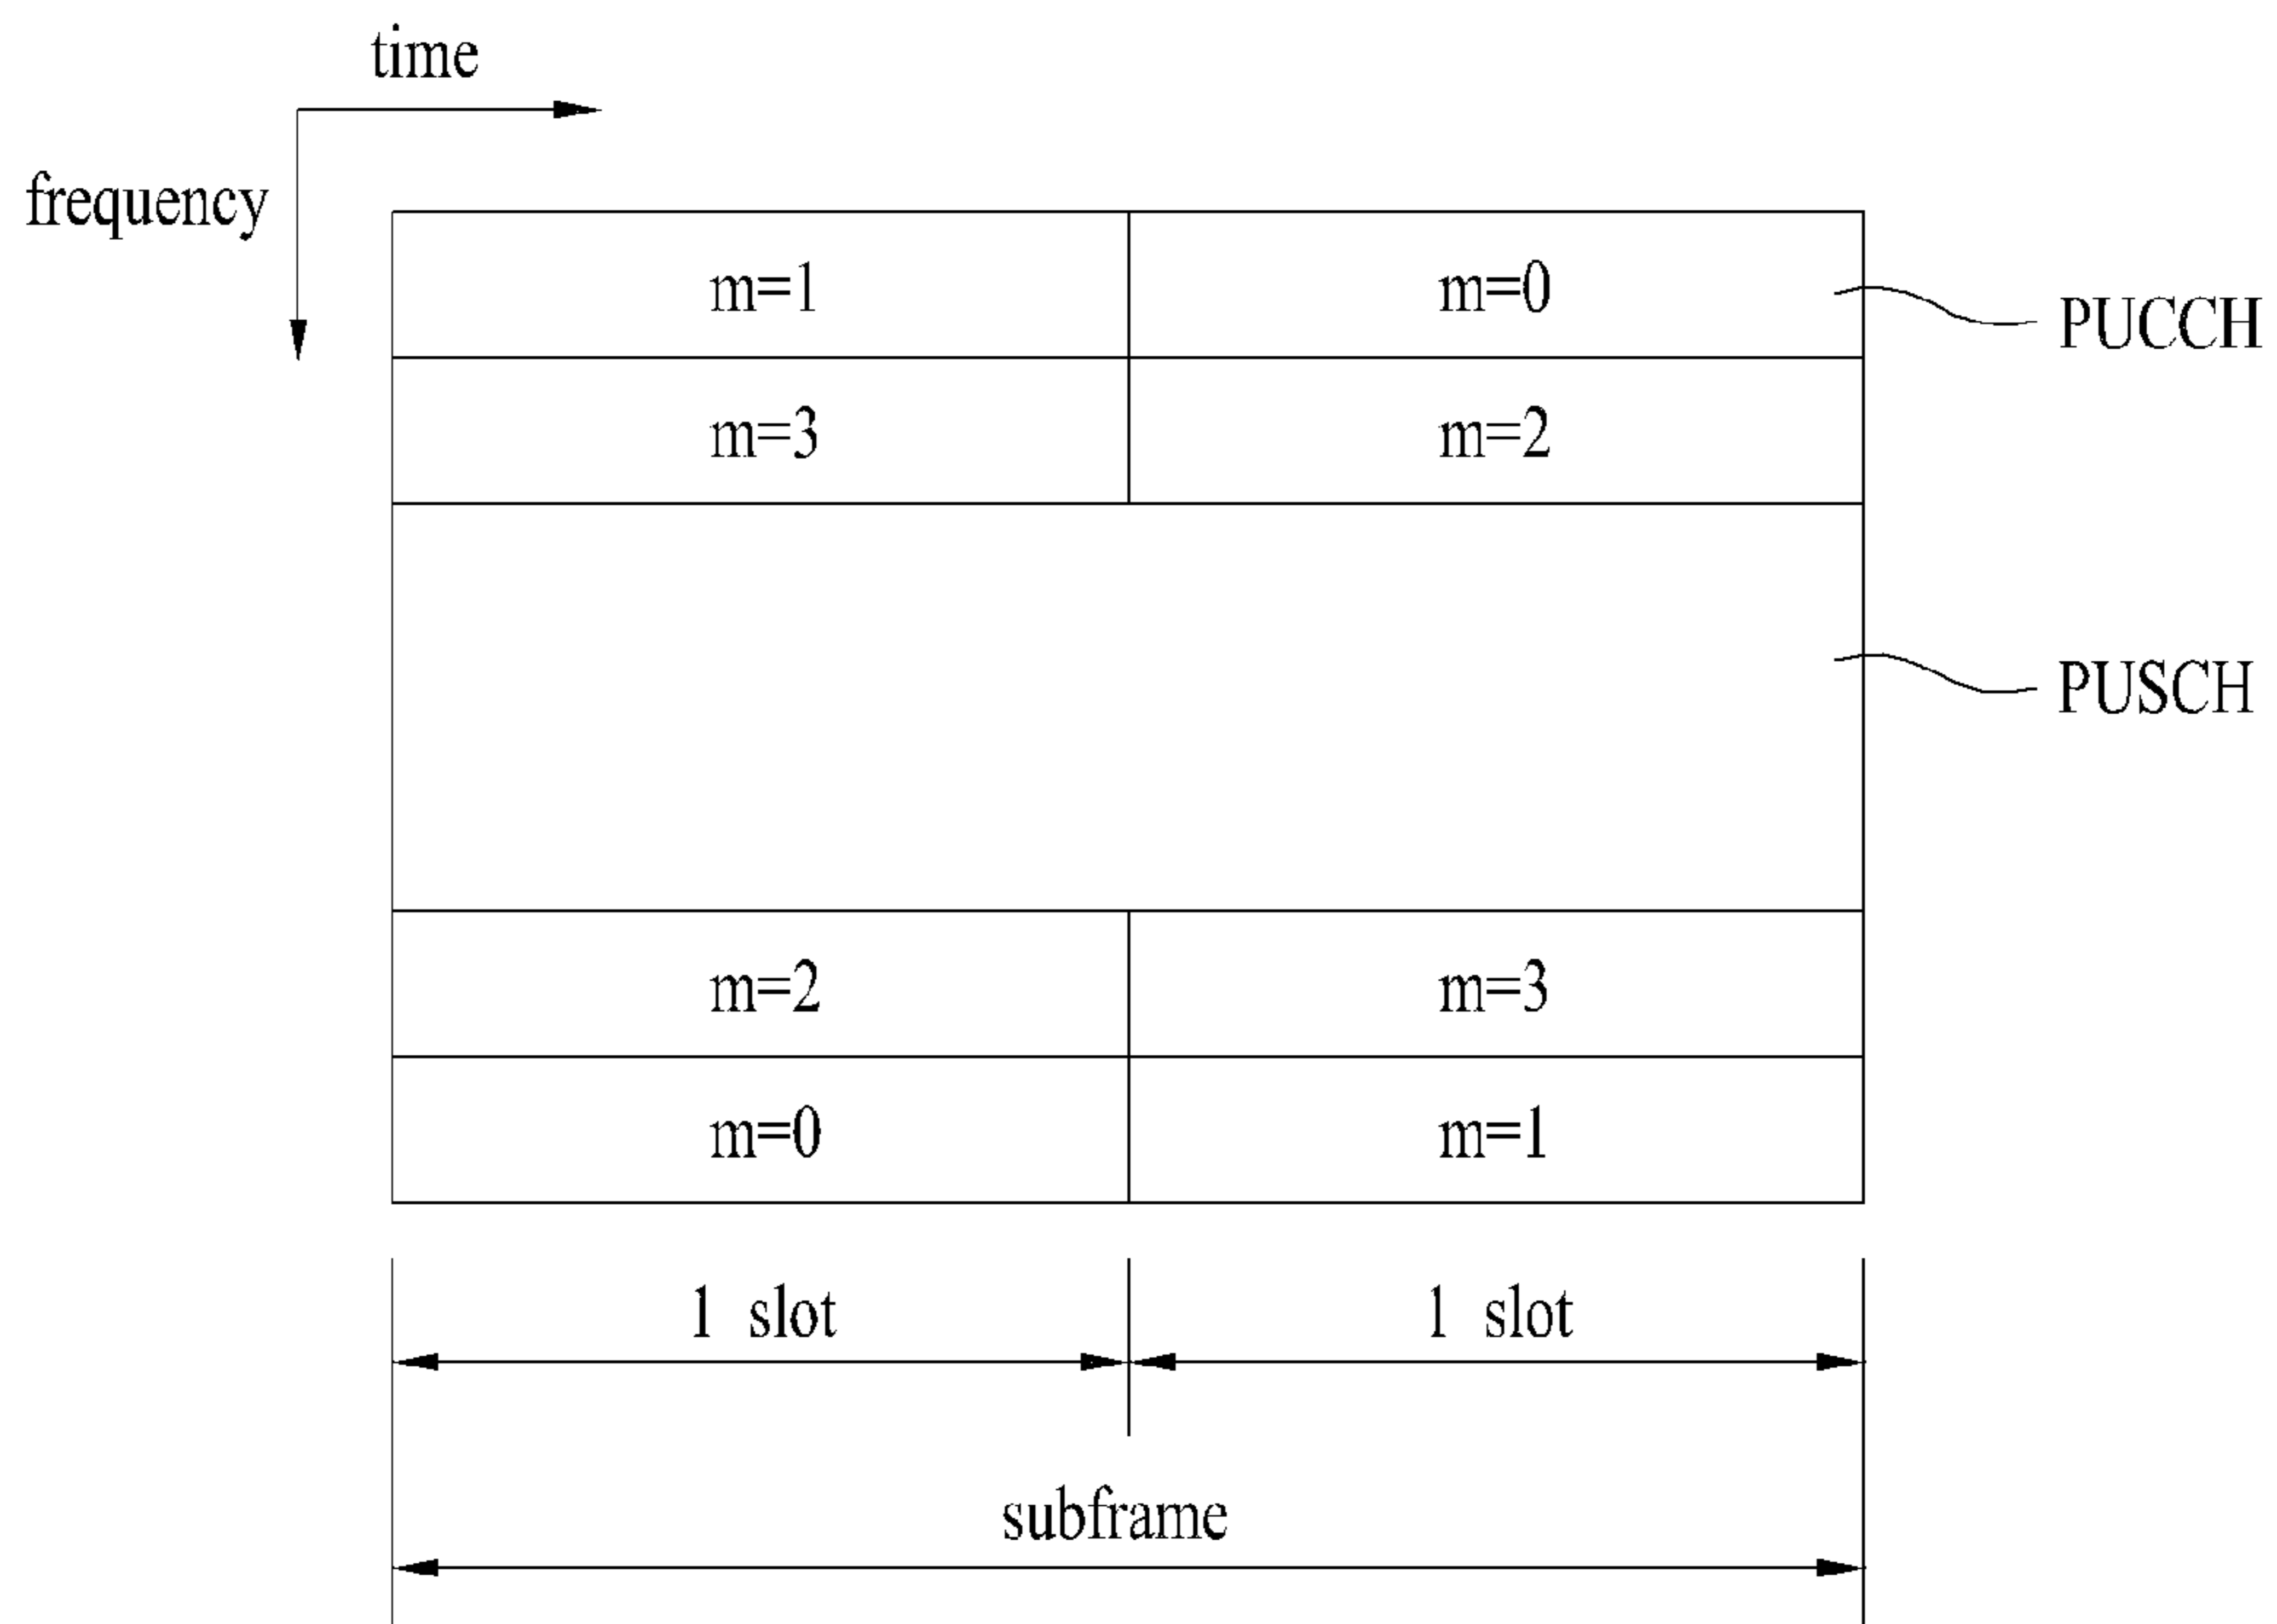 time
frequency
m=1 m=0
PUCCH
m=3 m=2
PUSCH
m=2 m=3
m=0 m=1
1 slot 1 slot
subframe